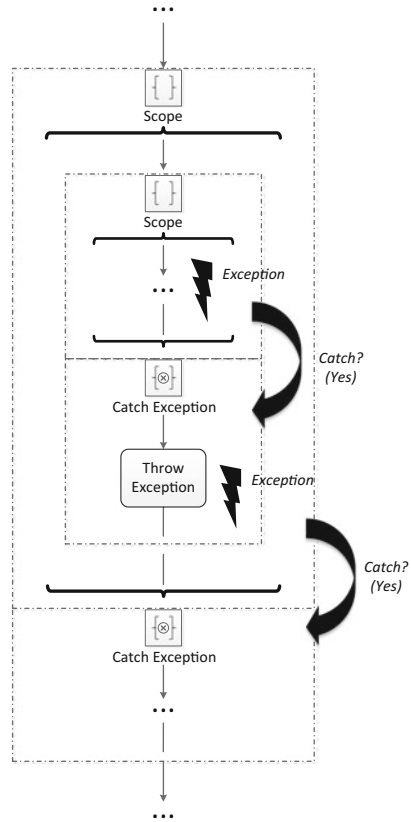 ...
Scope
Scope
Exception
...
Catch?
(Yes)
Catch Exception
Throw
Exception
Exception
Catch?
(Yes)
Catch Exception
...
...